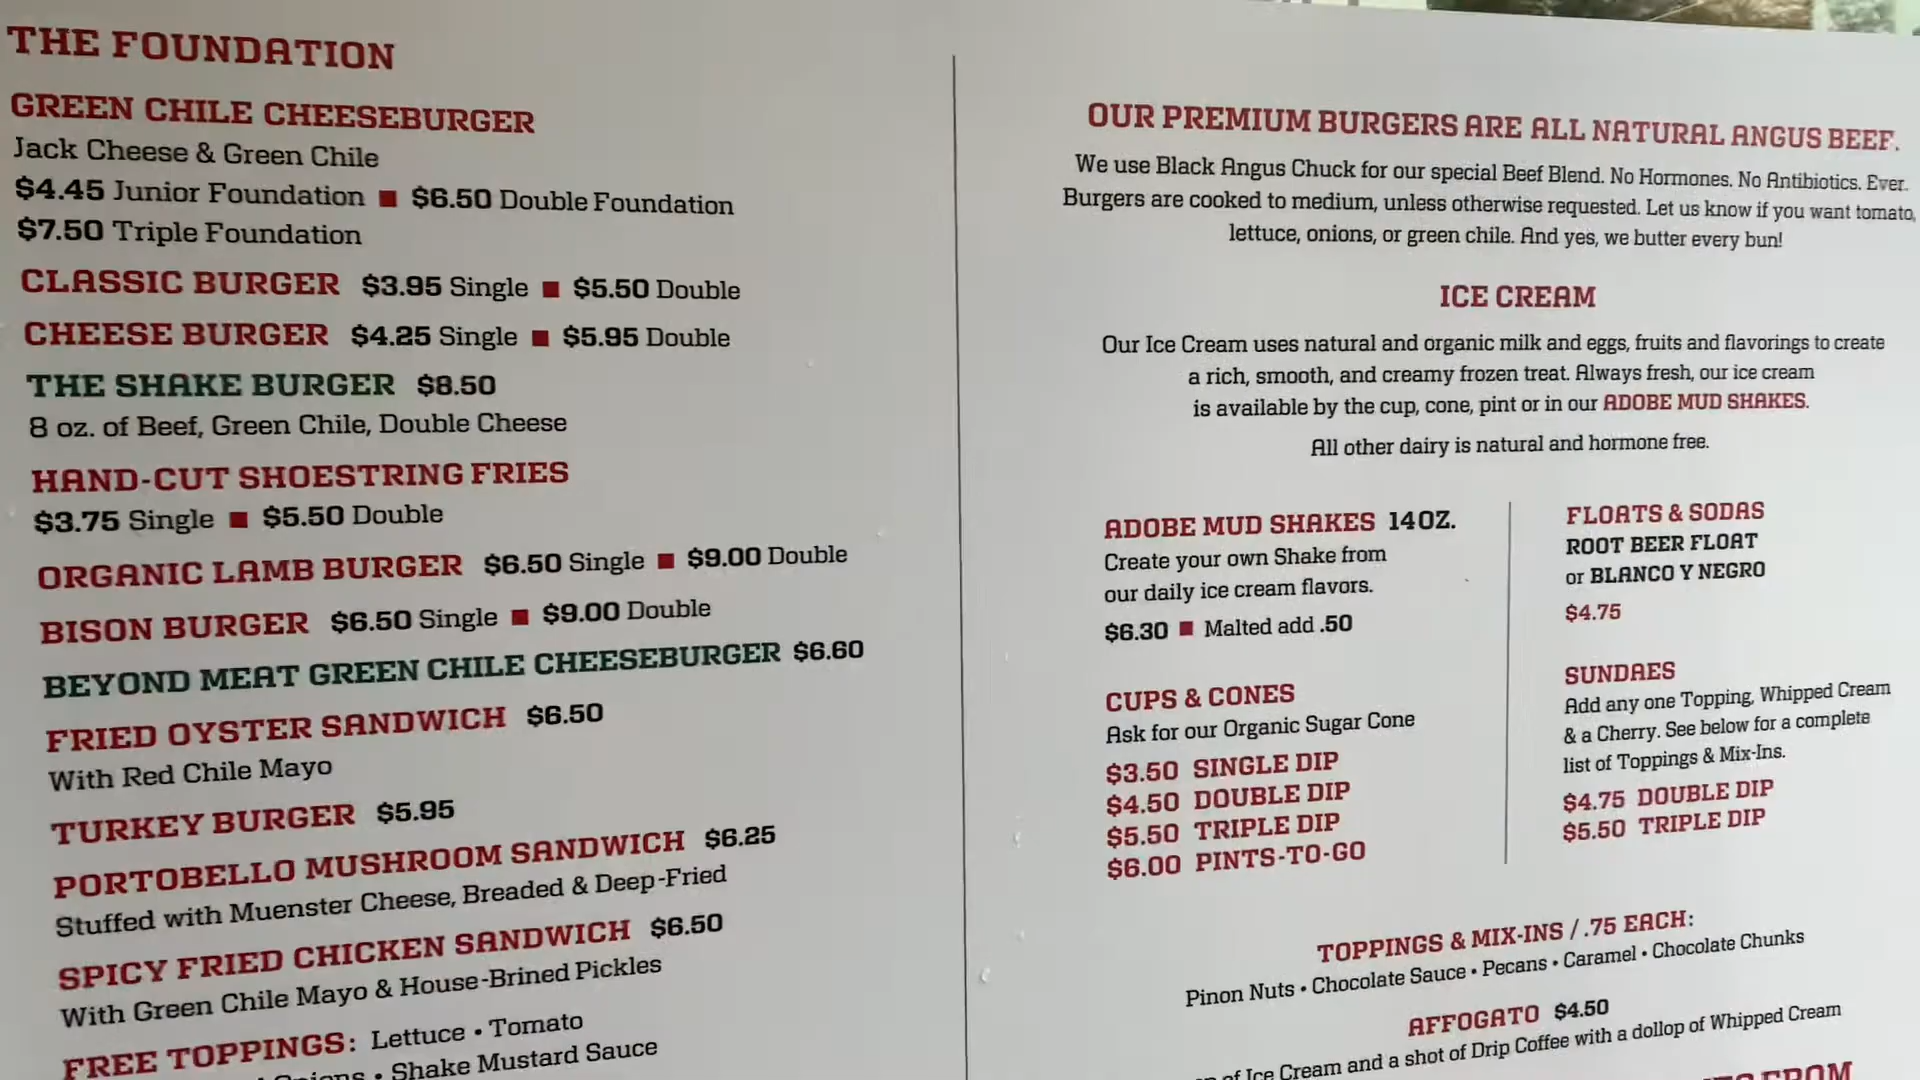 THE FOUNDATION
GREEN CHILE CHEESEBURGER
Jack Cheese & Green Chile
$4.45 Junior Foundation ■ $6.50 Double Foundation
$7.50 Triple Foundation
CLASSIC BURGER $3.95 Single ■ $5.50 Double
CHEESE BURGER $4.25 Single ■ $5.95 Double
THE SHAKE BURGER $8.50
8 oz. of Beef, Green Chile, Double Cheese
HAND-CUT SHOESTRING FRIES
$3.75 Single ■ $5.50 Double
ORGANIC LAMB BURGER $6.50 Single ■ $9.00 Double
BISON BURGER $6.50 Single ■ $9.00 Double
BEYOND MEAT GREEN CHILE CHEESEBURGER $6.60
FRIED OYSTER SANDWICH $6.50
With Red Chile Mayo
TURKEY BURGER $5.95
PORTOBELLO MUSHROOM SANDWICH $6.25
Stuffed with Muenster Cheese, Breaded & Deep-Fried
SPICY FRIED CHICKEN SANDWICH $6.50
With Green Chile Mayo & House-Brined Pickles
FREE TOPPINGS: Lettuce • Tomato
Onions • Shake Mustard Sauce
OUR PREMIUM BURGERS ARE ALL NATURAL ANGUS BEEF.
We use Black Angus Chuck for our special Beef Blend. No Hormones. No Antibiotics. Ever.
Burgers are cooked to medium, unless otherwise requested. Let us know if you want tomato,
lettuce, onions, or green chile. And yes, we butter every bun!
ICE CREAM
Our Ice Cream uses natural and organic milk and eggs, fruits and flavorings to create
a rich, smooth, and creamy frozen treat. Always fresh, our ice cream
is available by the cup, cone, pint or in our ADOBE MUD SHAKES.
All other dairy is natural and hormone free.
ADOBE MUD SHAKES 14OZ.
Create your own Shake from
our daily ice cream flavors.
$6.30 ■ Malted add .50
CUPS & CONES
Ask for our Organic Sugar Cone
$3.50 SINGLE DIP
$4.50 DOUBLE DIP
$5.50 TRIPLE DIP
$6.00 PINTS-TO-GO
FLOATS & SODAS
ROOT BEER FLOAT
or BLANCO Y NEGRO
$4.75
SUNDAES
Add any one Topping, Whipped Cream
& a Cherry. See below for a complete
list of Toppings & Mix-Ins.
$4.75 DOUBLE DIP
$5.50 TRIPLE DIP
TOPPINGS & MIX-INS / .75 EACH:
Pinon Nuts • Chocolate Sauce • Pecans • Caramel • Chocolate Chunks
AFFOGATO $4.50
of Ice Cream and a shot of Drip Coffee with a dollop of Whipped Cream
FROM